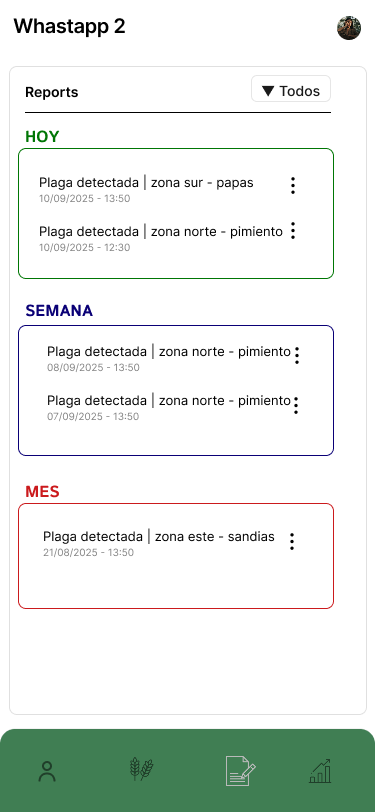 Whastapp 2
Reports
▼ Todos
HOY
Plaga detectada | zona sur - papas
10/09/2025 - 13:50
Plaga detectada | zona norte - pimiento
10/09/2025 - 12:30
SEMANA
Plaga detectada | zona norte - pimiento
08/09/2025 - 13:50
Plaga detectada | zona norte - pimiento
07/09/2025 - 13:50
MES
Plaga detectada | zona este - sandias
21/08/2025 - 13:50